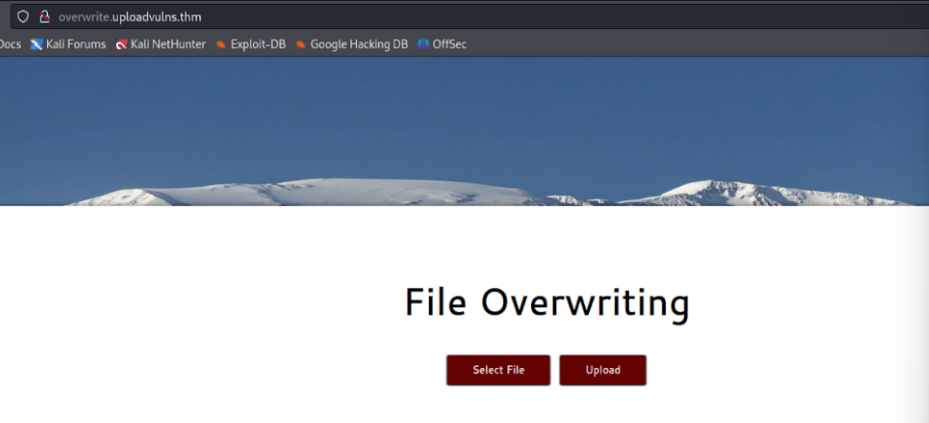 overwrite.uploadvulns.thm
Docs Kali Forums Kali NetHunter Exploit-DB Google Hacking DB OffSec
File Overwriting
Select File Upload